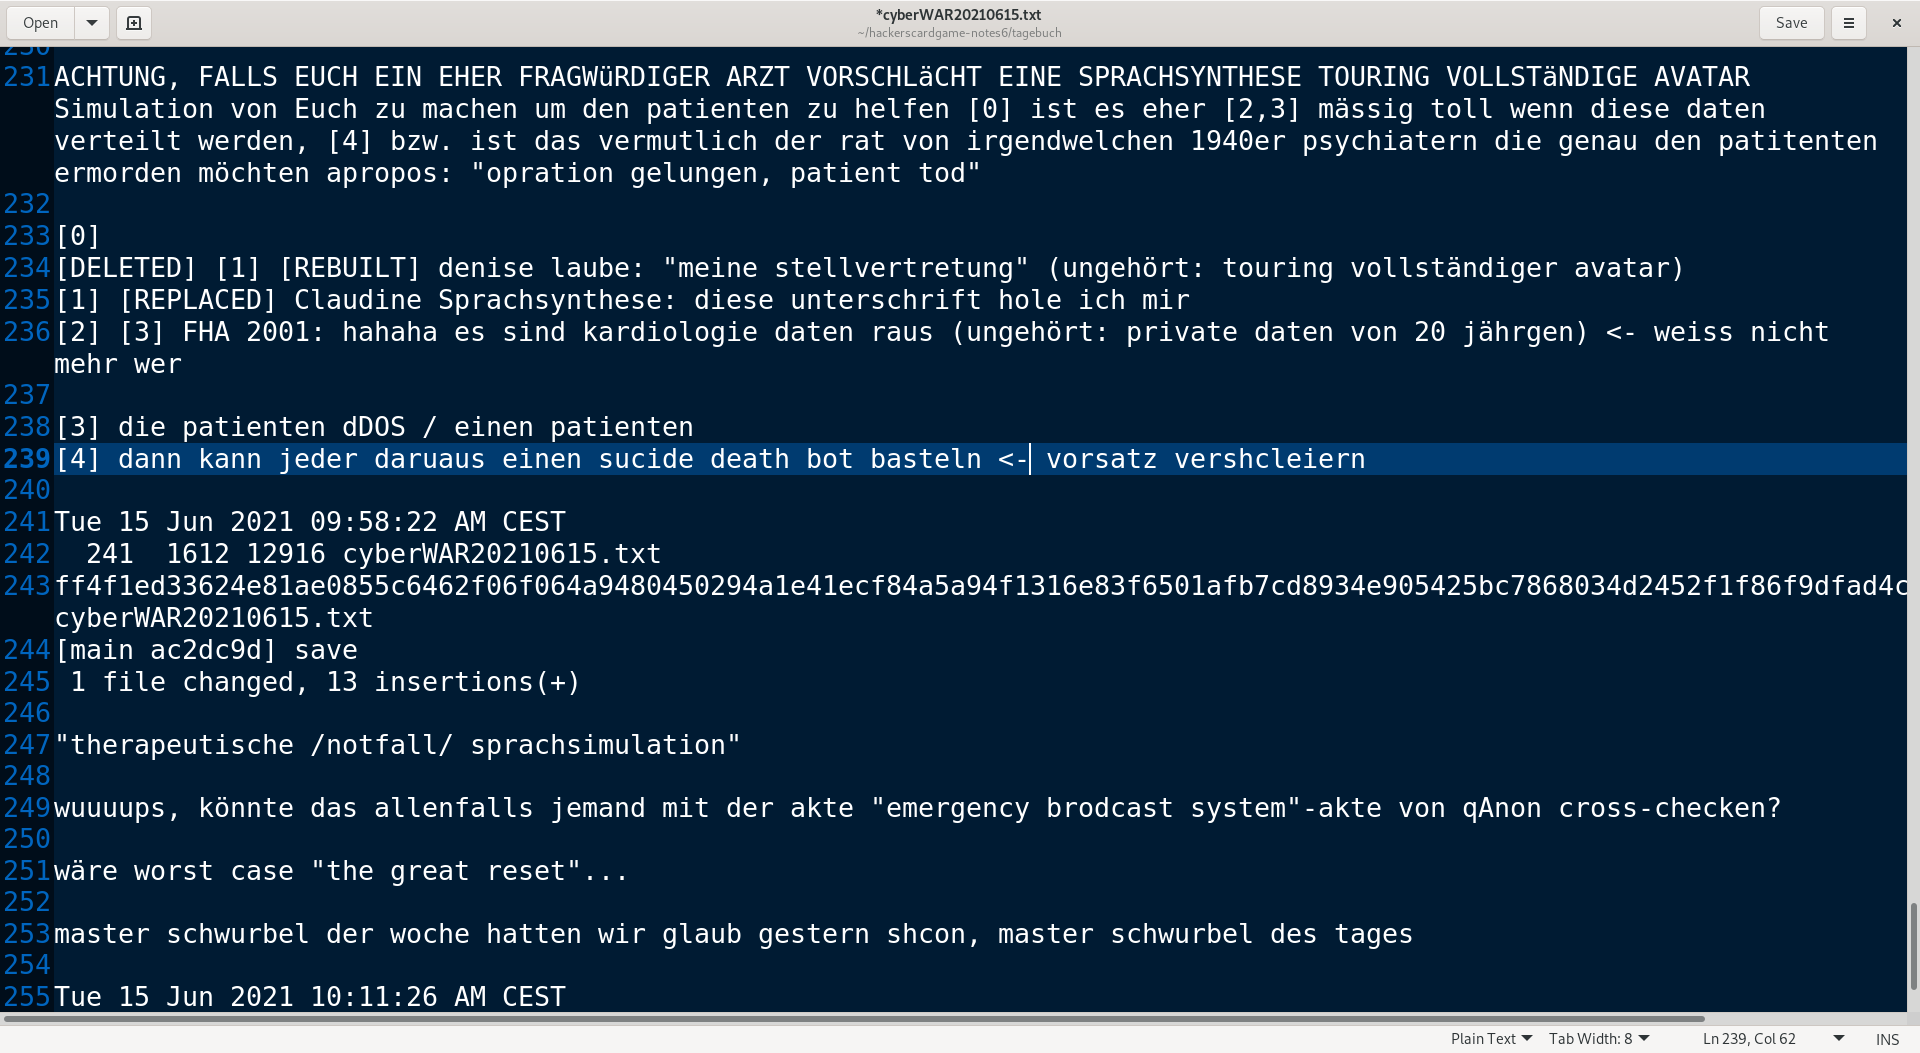 Open
*cyberWAR20210615.txt
~/hackerscardgame-notes6/tagebuch
Save
230
231 ACHTUNG, FALLS EUCH EIN EHER FRAGWüRDIGER ARZT VORSCHLäCHT EINE SPRACHSYNTHESE TOURING VOLLSTäNDIGE AVATAR
Simulation von Euch zu machen um den patienten zu helfen [0] ist es eher [2,3] mässig toll wenn diese daten
verteilt werden, [4] bzw. ist das vermutlich der rat von irgendwelchen 1940er psychiatern die genau den patitenten
ermorden möchten apropos: "opration gelungen, patient tod"
232
233 [0]
234 [DELETED] [1] [REBUILT] denise laube: "meine stellvertretung" (ungehört: touring vollständiger avatar)
235 [1] [REPLACED] Claudine Sprachsynthese: diese unterschrift hole ich mir
236 [2] [3] FHA 2001: hahaha es sind kardiologie daten raus (ungehört: private daten von 20 jährgen) <- weiss nicht
mehr wer
237
238 [3] die patienten dDOS / einen patienten
239 [4] dann kann jeder daruaus einen sucide death bot basteln <- vorsatz vershcleiern
240
241 Tue 15 Jun 2021 09:58:22 AM CEST
242   241  1612 12916 cyberWAR20210615.txt
243 ff4f1ed33624e81ae0855c6462f06f064a9480450294a1e41ecf84a5a94f1316e83f6501afb7cd8934e905425bc7868034d2452f1f86f9dfad4c
cyberWAR20210615.txt
244 [main ac2dc9d] save
245  1 file changed, 13 insertions(+)
246
247 "therapeutische /notfall/ sprachsimulation"
248
249 wuuuups, könnte das allenfalls jemand mit der akte "emergency brodcast system"-akte von qAnon cross-checken?
250
251 wäre worst case "the great reset"...
252
253 master schwurbel der woche hatten wir glaub gestern shcon, master schwurbel des tages
254
255 Tue 15 Jun 2021 10:11:26 AM CEST
Plain Text Tab Width: 8 Ln 239, Col 62 INS